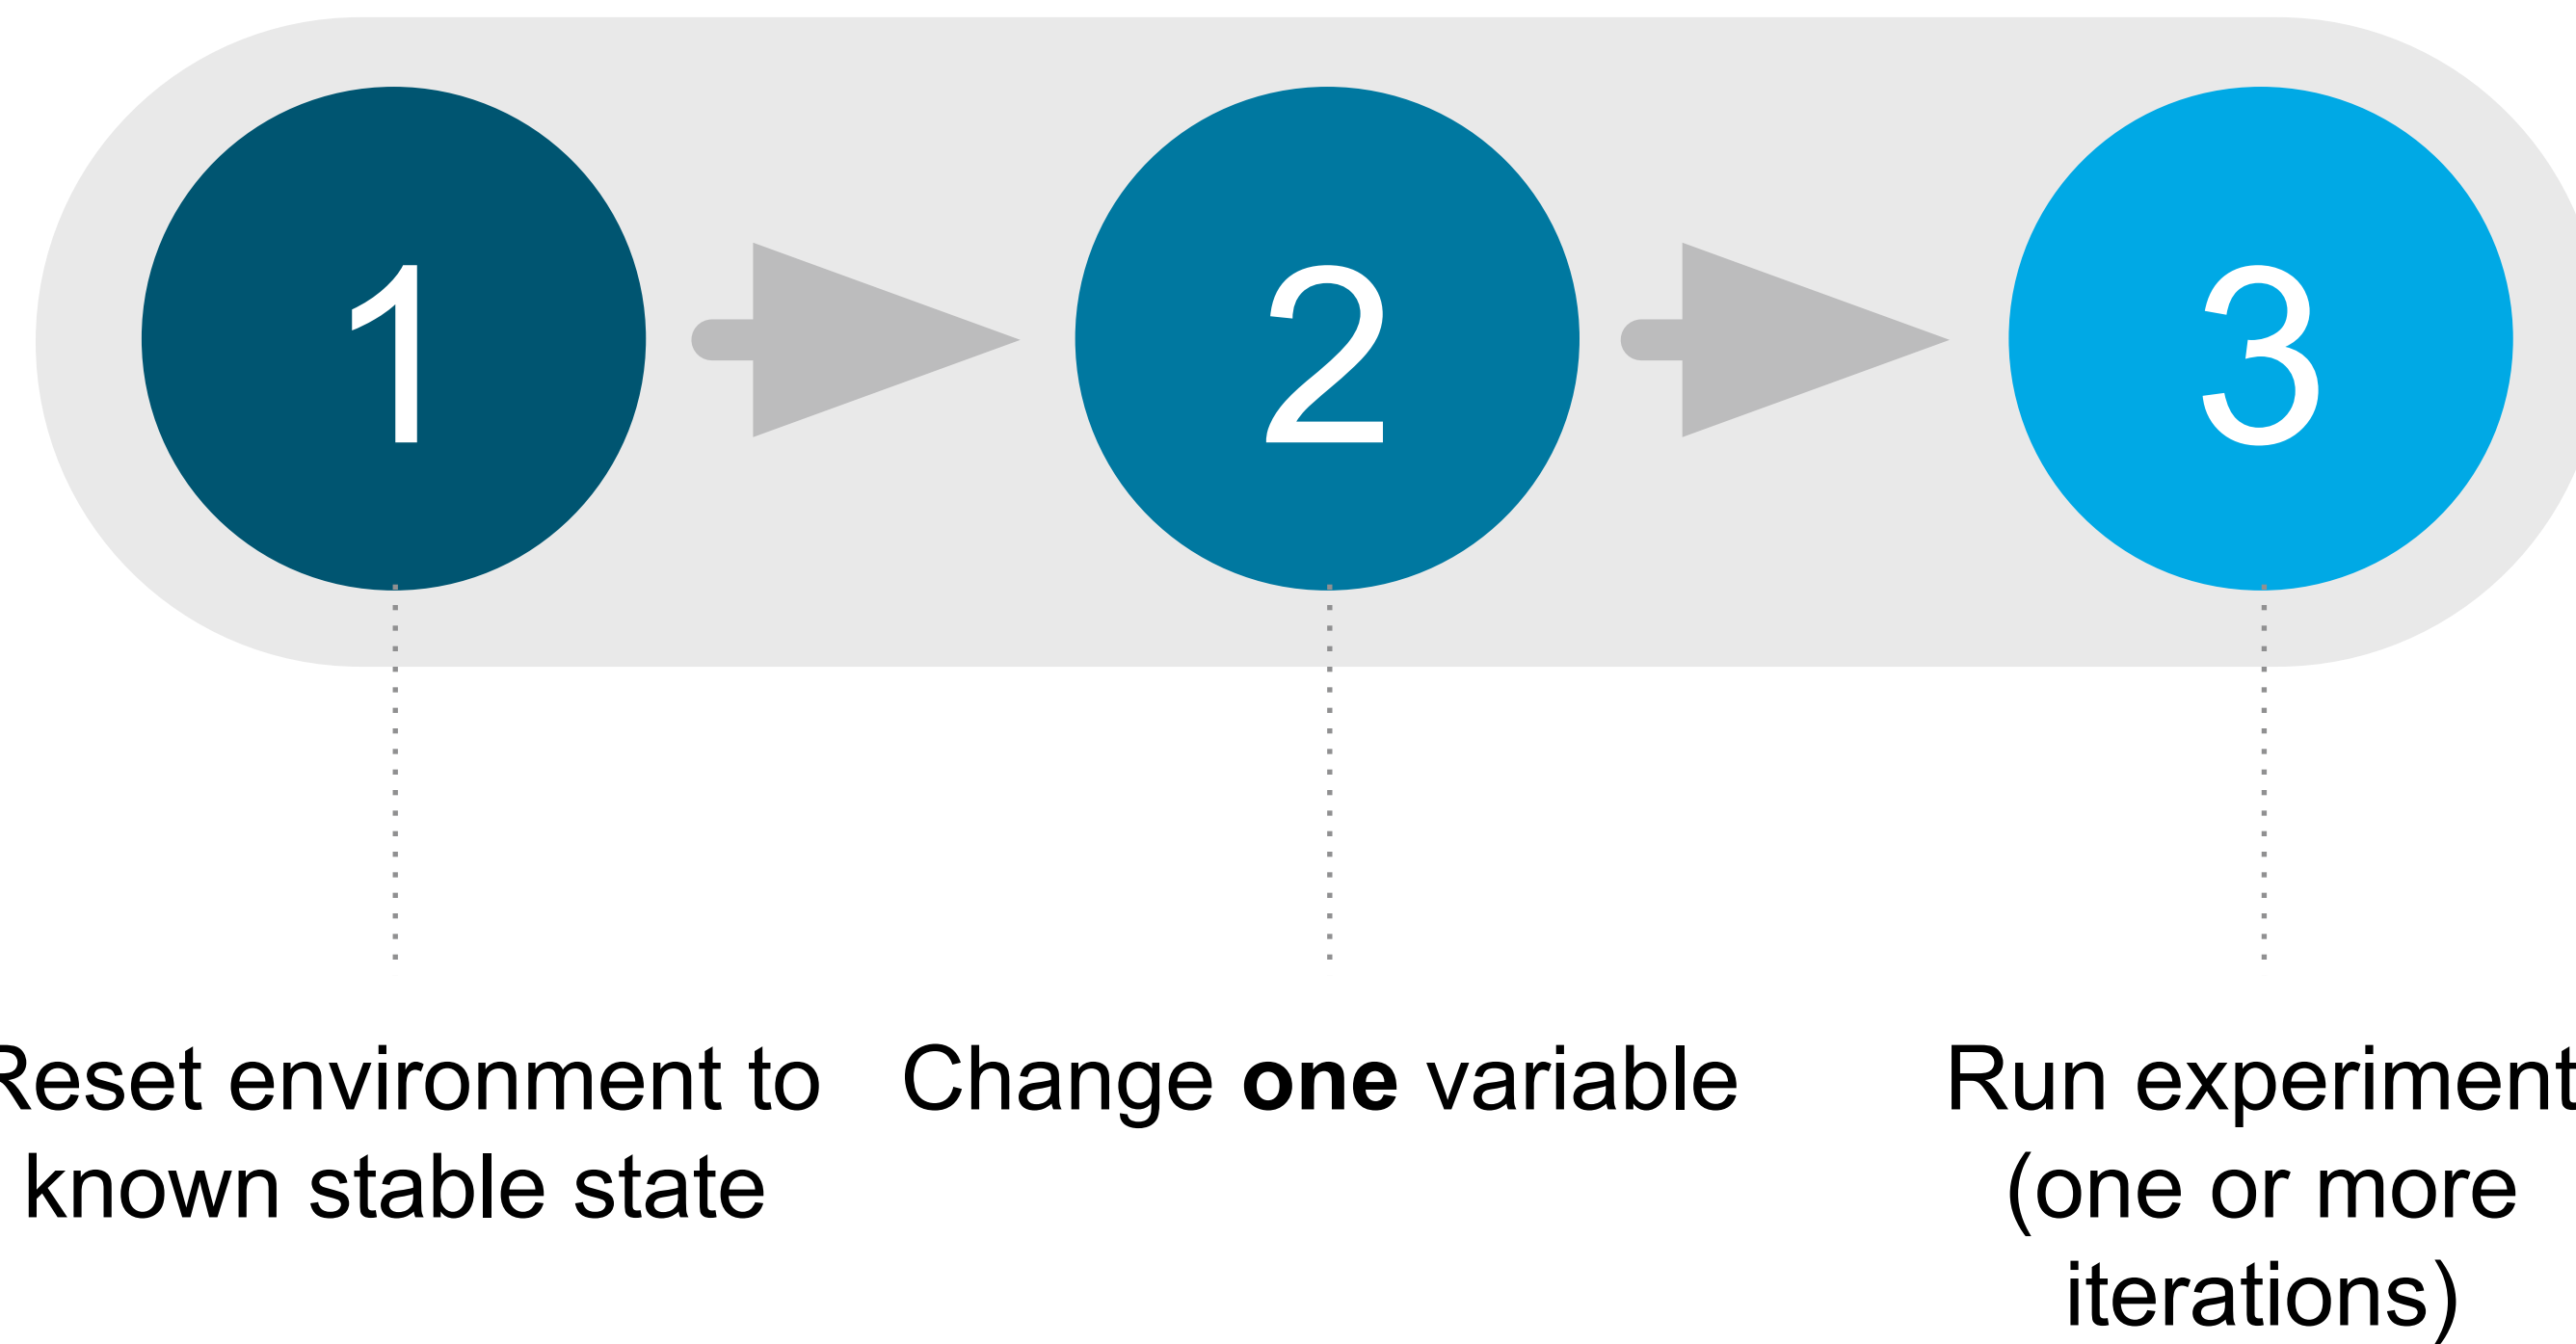 1
2
3
Reset environment to
known stable state
Change one variable
Run experiment
(one or more
iterations)